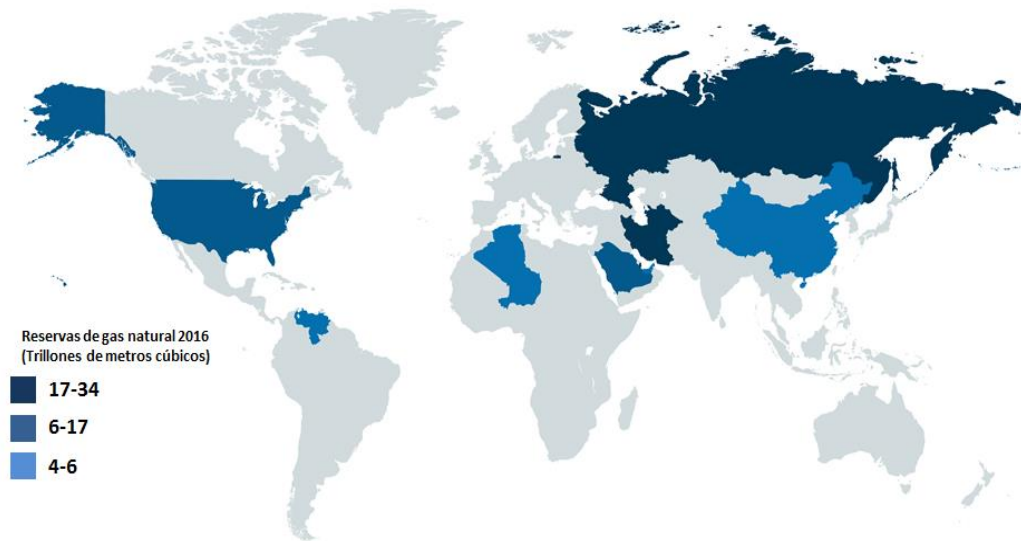 Reservas de gas natural 2016
(Trillones de metros cúbicos)
17-34
6-17
4-6